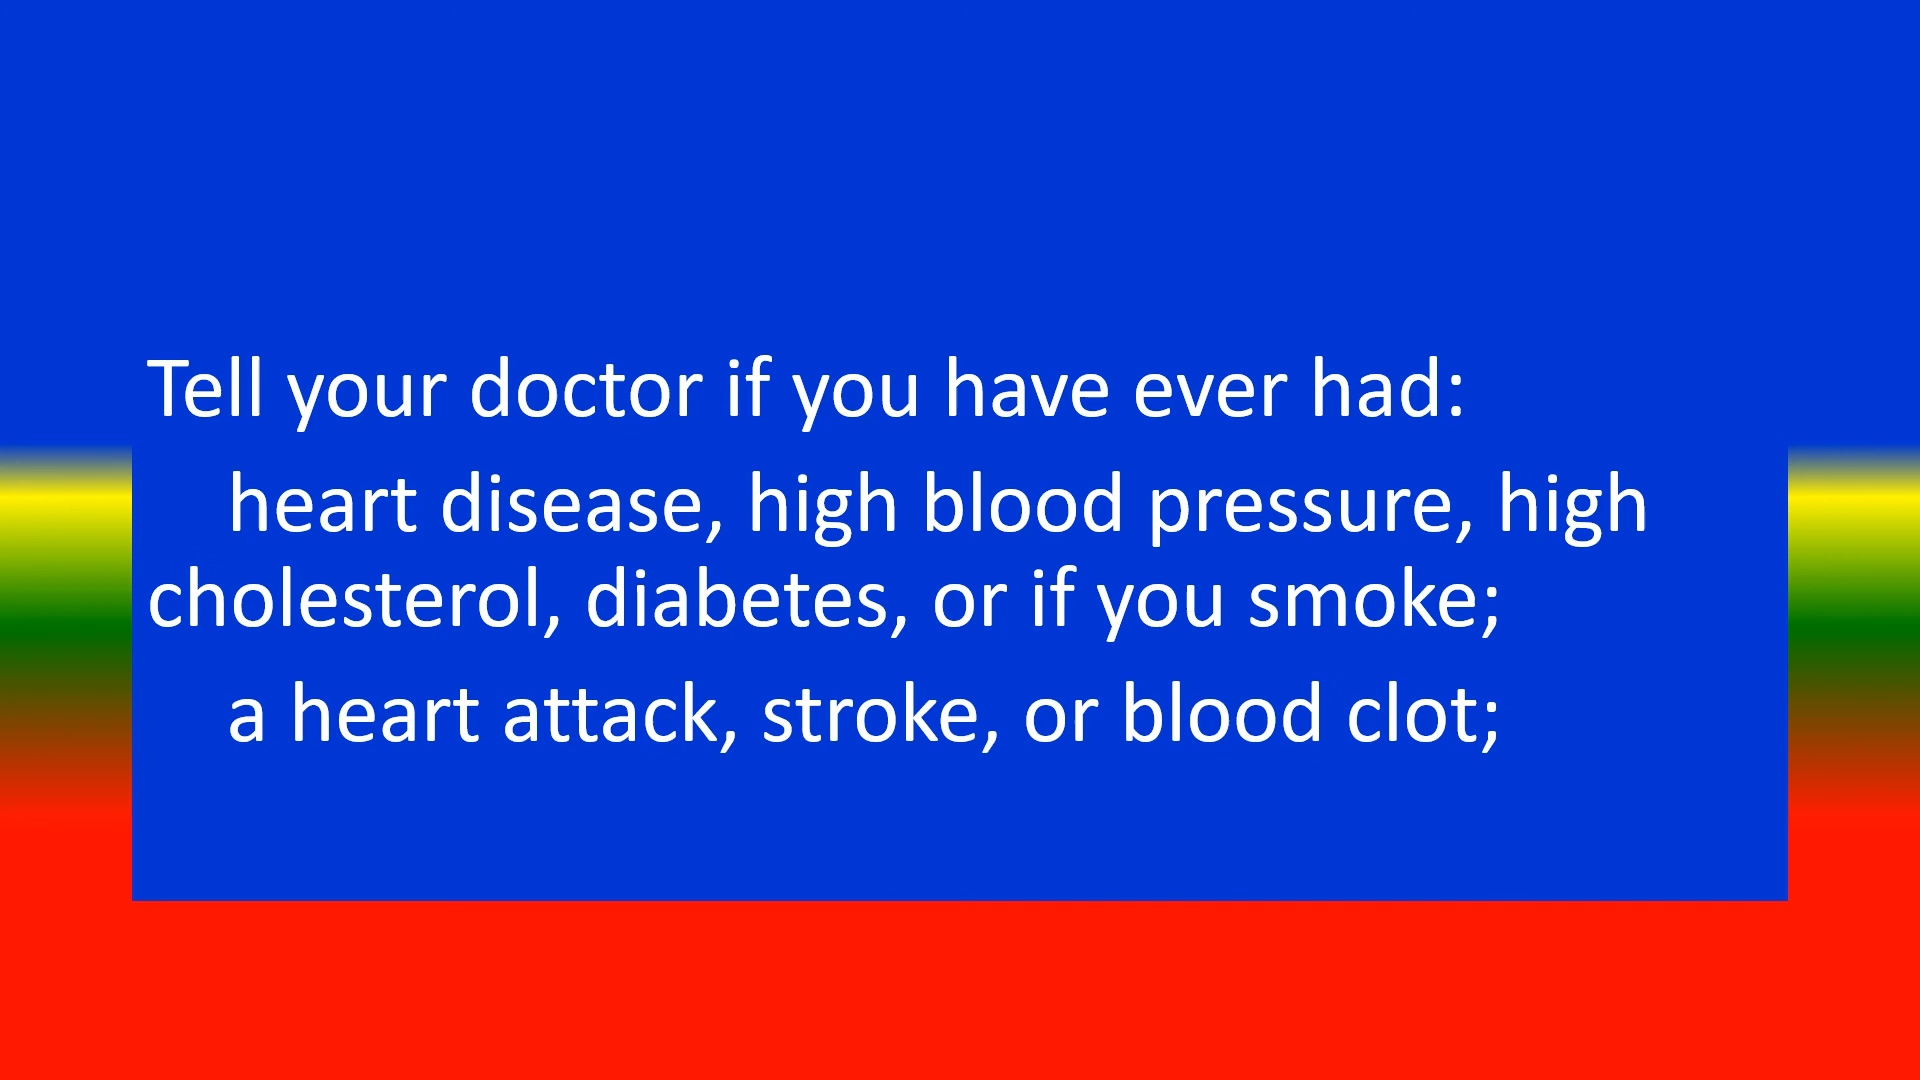 Tell your doctor if you have ever had:
heart disease, high blood pressure, high
cholesterol, diabetes, or if you smoke;
a heart attack, stroke, or blood clot;